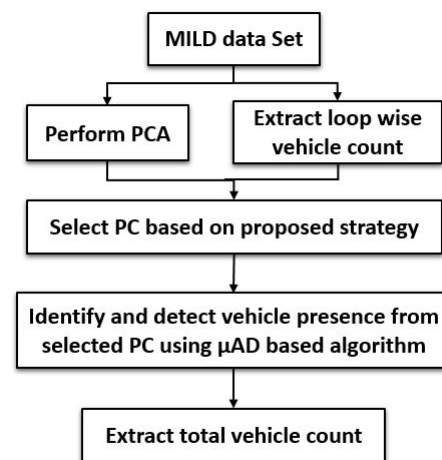 MILD data Set
Perform PCA
Extract loop wise
vehicle count
Select PC based on proposed strategy
Identify and detect vehicle presence from
selected PC using µAD based algorithm
Extract total vehicle count